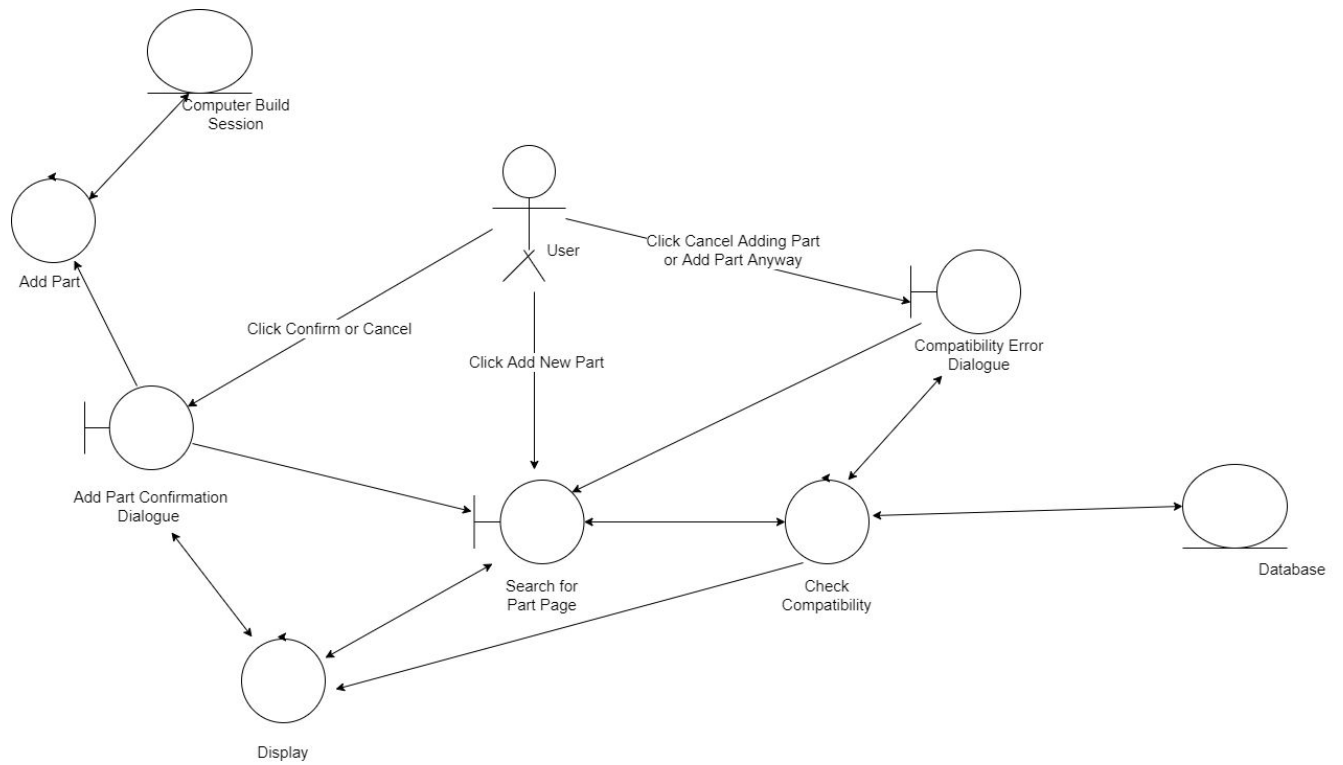 Computer Build
Session
User
Click Cancel Adding Part
or Add Part Anyway
Add Part
Click Confirm or Cancel
Click Add New Part
Compatibility Error
Dialogue
Add Part Confirmation
Dialogue
Search for
Part Page
Check
Compatibility
Database
Display